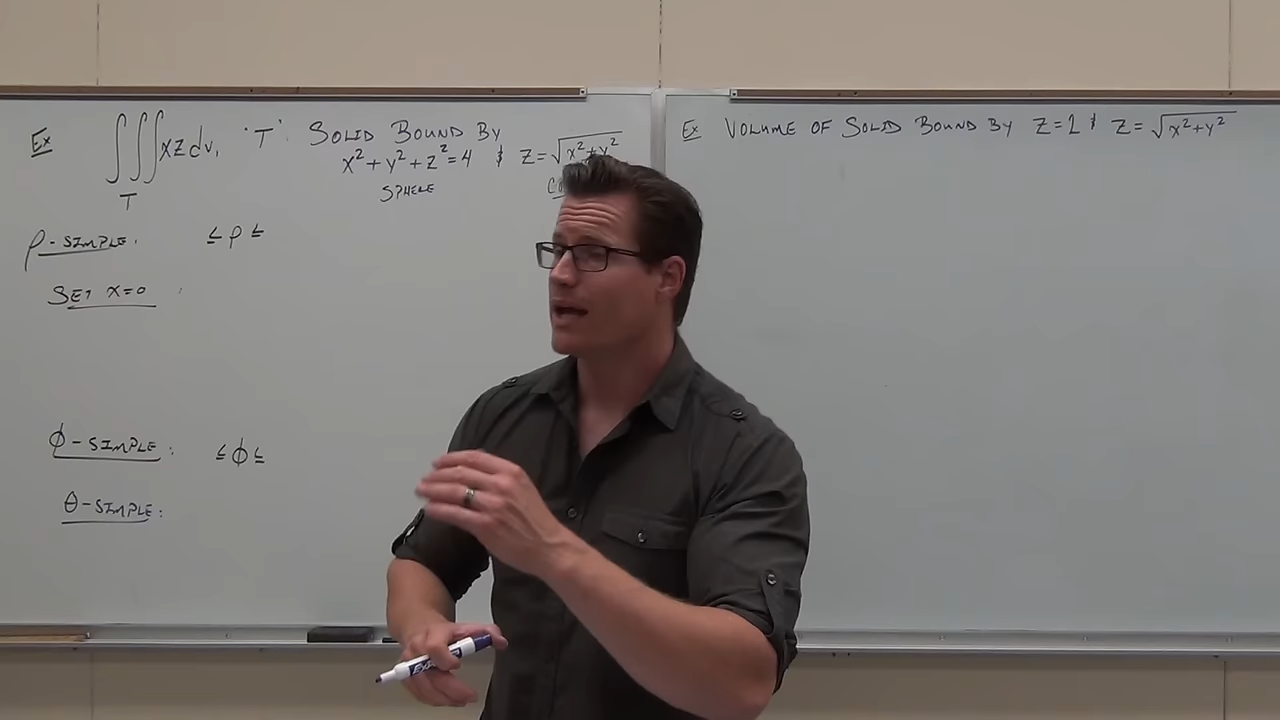 Ex ∫∫∫ xz dv, "T": SOLID BOUND BY
T
x²+y²+z²=4 & z=√x²+y²
SPHERE
ρ-SIMPLE: ≤ ρ ≤
SET x=0 :
φ-SIMPLE: ≤ φ ≤
θ-SIMPLE:
Ex VOLUME OF SOLID BOUND BY z=1 & z=√x²+y²